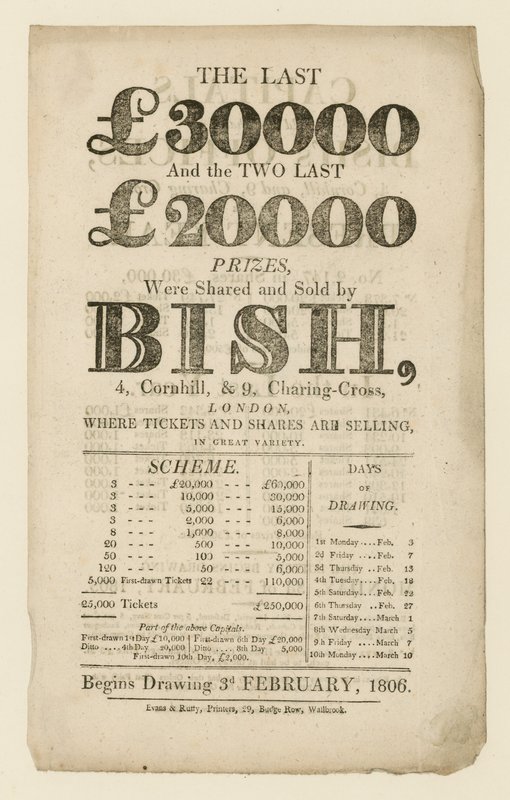 THE LAST
£30000
And the TWO LAST
£20000
PRIZES,
Were Shared and Sold by
BISH,
4, Cornhill, & 9, Charing-Cross,
LONDON,
WHERE TICKETS AND SHARES ARE SELLING,
IN GREAT VARIETY.
SCHEME.
3 - - - £20,000 - - - £60,000
3 - - - 10,000 - - - 30,000
3 - - - 5,000 - - - 15,000
3 - - - 2,000 - - - 6,000
8 - - - 1,000 - - - 8,000
20 - - - 500 - - - 10,000
50 - - - 100 - - - 5,000
120 - - - 50 - - - 6,000
5,000 First-drawn Tickets 22 - - - 110,000
25,000 Tickets £250,000
Part of the above Capitals.
First-drawn 1st Day £10,000 | First-drawn 6th Day £20,000
Ditto .... 4th Day 20,000 | Ditto .... 8th Day 5,000
First-drawn 10th Day, £2,000.
DAYS
OF
DRAWING.
1st Monday .... Feb. 3
2d Friday .... Feb. 7
3d Thursday .. Feb. 13
4th Tuesday .... Feb. 18
5th Saturday .... Feb. 22
6th Thursday .. Feb. 27
7th Saturday .... March 1
8th Wednesday March 5
9th Friday .... March 7
10th Monday .... March 10
Begins Drawing 3d FEBRUARY, 1806.
Evans & Ruffy, Printers, 29, Budge Row, Wallbrook.